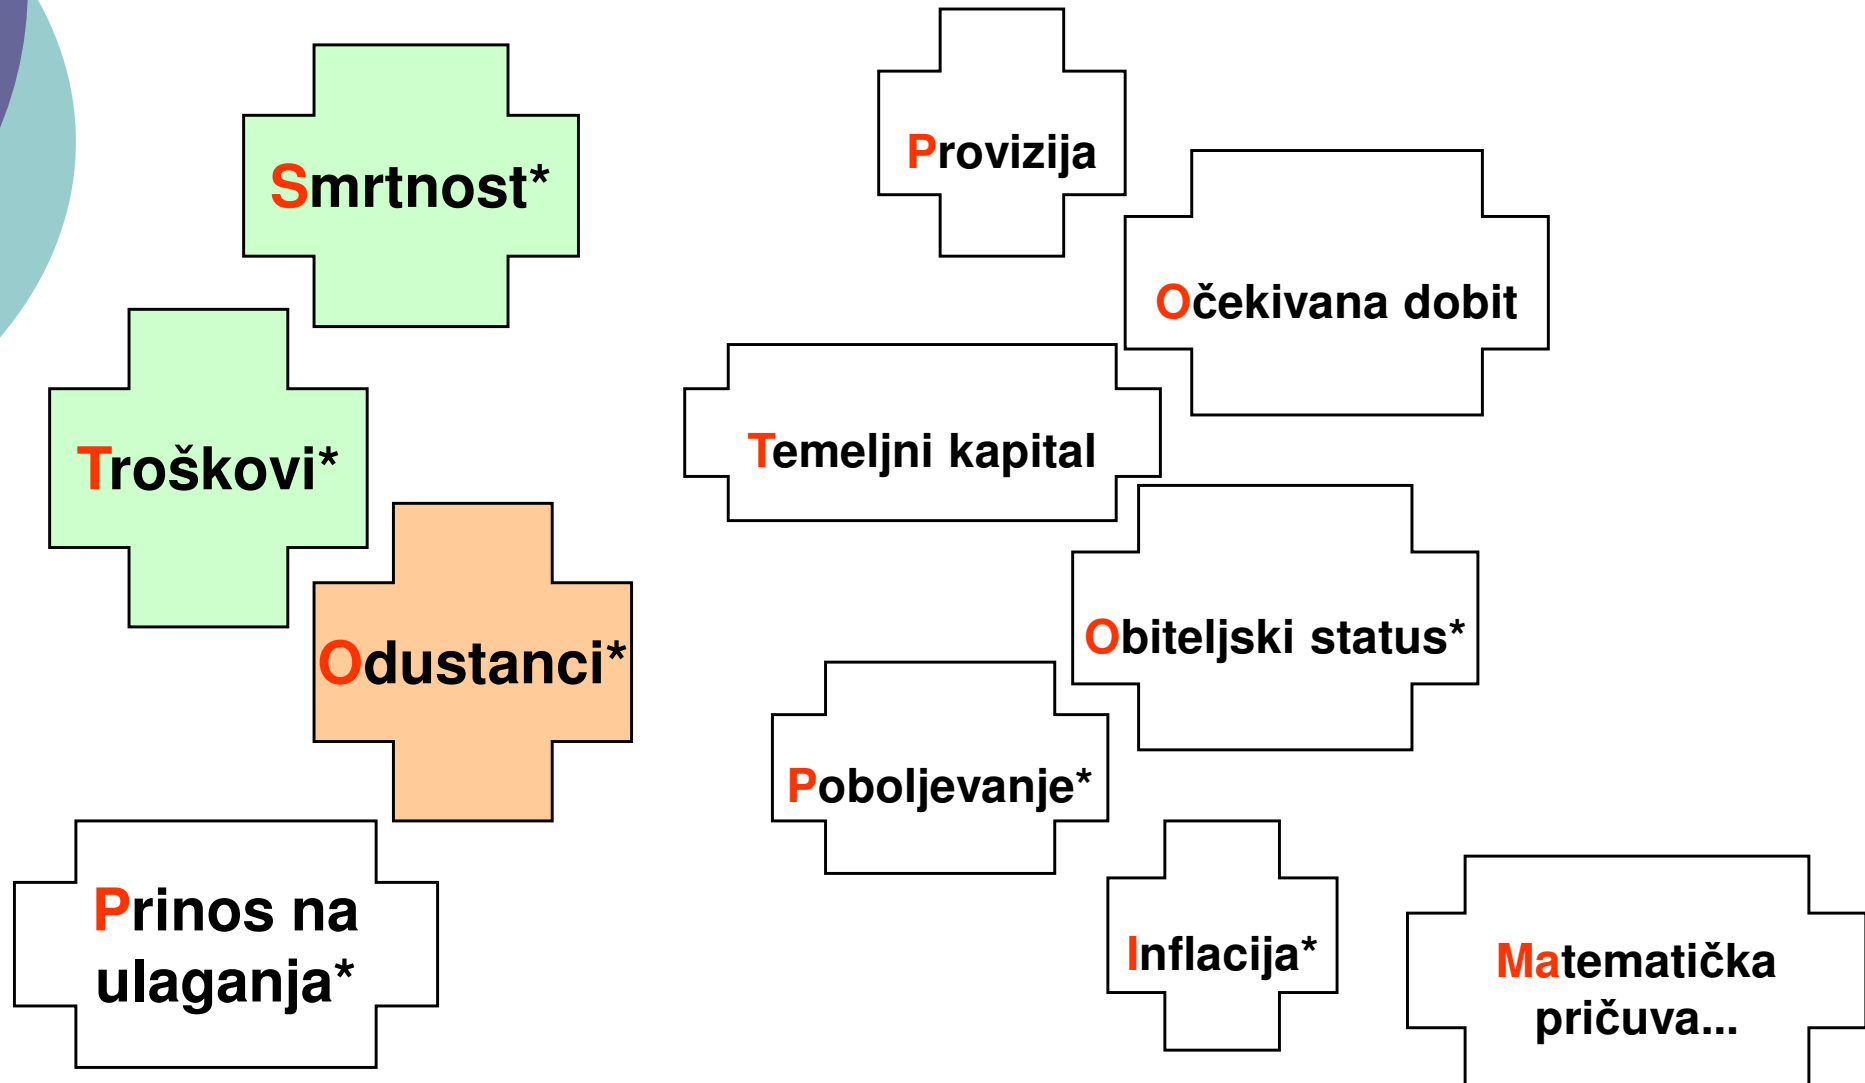 Smrtnost*
Troškovi*
Odustanci*
Prinos na
ulaganja*
Provizija
Očekivana dobit
Temeljni kapital
Obiteljski status*
Poboljevanje*
Inflacija*
Matematička
pričuva...